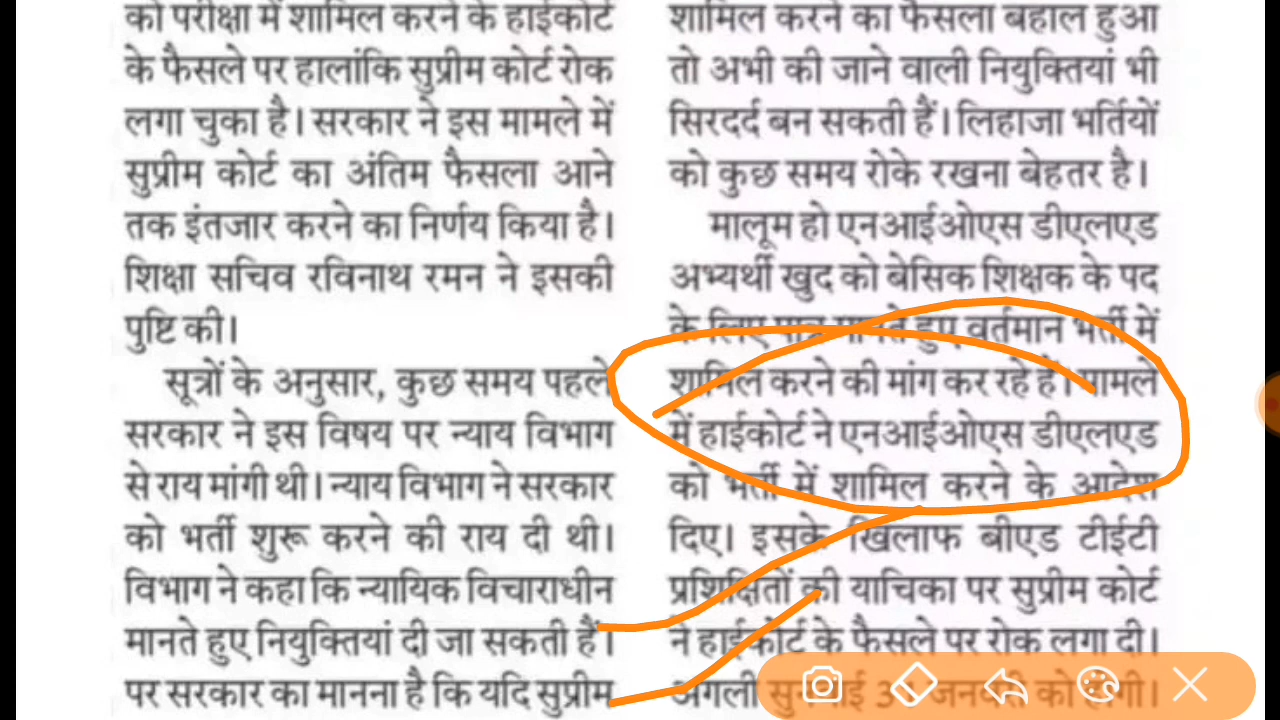 को परीक्षा में शामिल करने के हाईकोर्ट
के फैसले पर हालांकि सुप्रीम कोर्ट रोक
लगा चुका है। सरकार ने इस मामले में
सुप्रीम कोर्ट का अंतिम फैसला आने
तक इंतजार करने का निर्णय किया है।
शिक्षा सचिव रविनाथ रमन ने इसकी
पुष्टि की।
सूत्रों के अनुसार, कुछ समय पहले
सरकार ने इस विषय पर न्याय विभाग
से राय मांगी थी। न्याय विभाग ने सरकार
को भर्ती शुरू करने की राय दी थी।
विभाग ने कहा कि न्यायिक विचाराधीन
मानते हुए नियुक्तियां दी जा सकती हैं।
पर सरकार का मानना है कि यदि सुप्रीम
शामिल करने का फैसला बहाल हुआ
तो अभी की जाने वाली नियुक्तियां भी
सिरदर्द बन सकती हैं। लिहाजा भर्तियों
को कुछ समय रोके रखना बेहतर है।
मालूम हो एनआईओएस डीएलएड
अभ्यर्थी खुद को बेसिक शिक्षक के पद
के लिए पात्र मानते हुए वर्तमान भर्ती में
शामिल करने की मांग कर रहे हैं। मामले
में हाईकोर्ट ने एनआईओएस डीएलएड
को भर्ती में शामिल करने के आदेश
दिए। इसके खिलाफ बीएड टीईटी
प्रशिक्षितों की याचिका पर सुप्रीम कोर्ट
ने हाईकोर्ट के फैसले पर रोक लगा दी।
अगली को